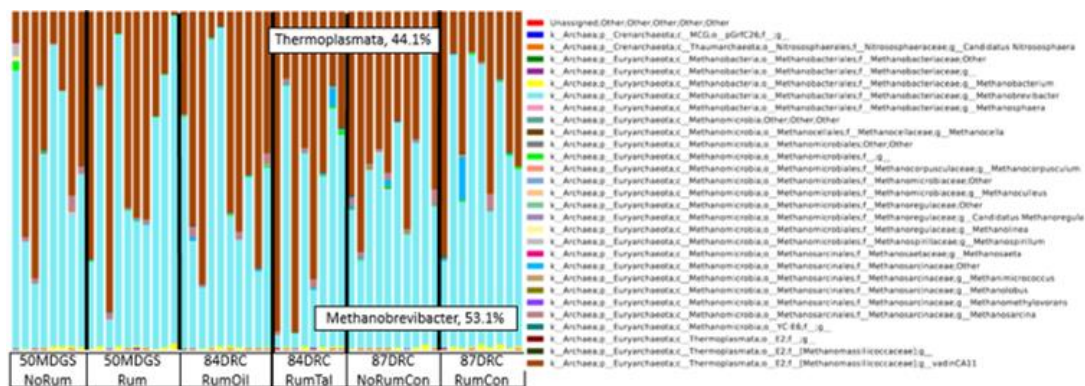 Thermoplasmata, 44.1%
Methanobrevibacter, 53.1%
50MDGS
NoRum
50MDGS
Rum
84DRC
RumOil
84DRC
RumTal
87DRC
NoRumCon
87DRC
RumCon
Unassigned;Other;Other;Other;Other;Other
k__Archaea;p__Crenarchaeota;c__MCG;o__pGrfC26;f__;g__
k__Archaea;p__Crenarchaeota;c__Thaumarchaeota;o__Nitrososphaerales;f__Nitrososphaeraceae;g__Candidatus Nitrososphaera
k__Archaea;p__Euryarchaeota;c__Methanobacteria;o__Methanobacteriales;f__Methanobacteriaceae;Other
k__Archaea;p__Euryarchaeota;c__Methanobacteria;o__Methanobacteriales;f__Methanobacteriaceae;g__
k__Archaea;p__Euryarchaeota;c__Methanobacteria;o__Methanobacteriales;f__Methanobacteriaceae;g__Methanobacterium
k__Archaea;p__Euryarchaeota;c__Methanobacteria;o__Methanobacteriales;f__Methanobacteriaceae;g__Methanobrevibacter
k__Archaea;p__Euryarchaeota;c__Methanobacteria;o__Methanobacteriales;f__Methanobacteriaceae;g__Methanosphaera
k__Archaea;p__Euryarchaeota;c__Methanomicrobia;Other;Other;Other
k__Archaea;p__Euryarchaeota;c__Methanomicrobia;o__Methanocellales;f__Methanocellaceae;g__Methanocella
k__Archaea;p__Euryarchaeota;c__Methanomicrobia;o__Methanomicrobiales;Other;Other
k__Archaea;p__Euryarchaeota;c__Methanomicrobia;o__Methanomicrobiales;f__;g__
k__Archaea;p__Euryarchaeota;c__Methanomicrobia;o__Methanomicrobiales;f__Methanocorpusculaceae;g__Methanocorpusculum
k__Archaea;p__Euryarchaeota;c__Methanomicrobia;o__Methanomicrobiales;f__Methanomicrobiaceae;Other
k__Archaea;p__Euryarchaeota;c__Methanomicrobia;o__Methanomicrobiales;f__Methanomicrobiaceae;g__Methanoculleus
k__Archaea;p__Euryarchaeota;c__Methanomicrobia;o__Methanomicrobiales;f__Methanoregulaceae;Other
k__Archaea;p__Euryarchaeota;c__Methanomicrobia;o__Methanomicrobiales;f__Methanoregulaceae;g__Candidatus Methanoregula
k__Archaea;p__Euryarchaeota;c__Methanomicrobia;o__Methanomicrobiales;f__Methanoregulaceae;g__Methanolinea
k__Archaea;p__Euryarchaeota;c__Methanomicrobia;o__Methanomicrobiales;f__Methanospirillaceae;g__Methanospirillum
k__Archaea;p__Euryarchaeota;c__Methanomicrobia;o__Methanosarcinales;f__Methanosaetaceae;g__Methanosaeta
k__Archaea;p__Euryarchaeota;c__Methanomicrobia;o__Methanosarcinales;f__Methanosarcinaceae;Other
k__Archaea;p__Euryarchaeota;c__Methanomicrobia;o__Methanosarcinales;f__Methanosarcinaceae;g__Methanimicrococcus
k__Archaea;p__Euryarchaeota;c__Methanomicrobia;o__Methanosarcinales;f__Methanosarcinaceae;g__Methanolobus
k__Archaea;p__Euryarchaeota;c__Methanomicrobia;o__Methanosarcinales;f__Methanosarcinaceae;g__Methanomethylovorans
k__Archaea;p__Euryarchaeota;c__Methanomicrobia;o__Methanosarcinales;f__Methanosarcinaceae;g__Methanosarcina
k__Archaea;p__Euryarchaeota;c__Methanomicrobia;o__YC-E6;f__;g__
k__Archaea;p__Euryarchaeota;c__Thermoplasmata;o__E2;f__;g__
k__Archaea;p__Euryarchaeota;c__Thermoplasmata;o__E2;f__[Methanomassiliicoccaceae];g__
k__Archaea;p__Euryarchaeota;c__Thermoplasmata;o__E2;f__[Methanomassiliicoccaceae];g__vadinCA11